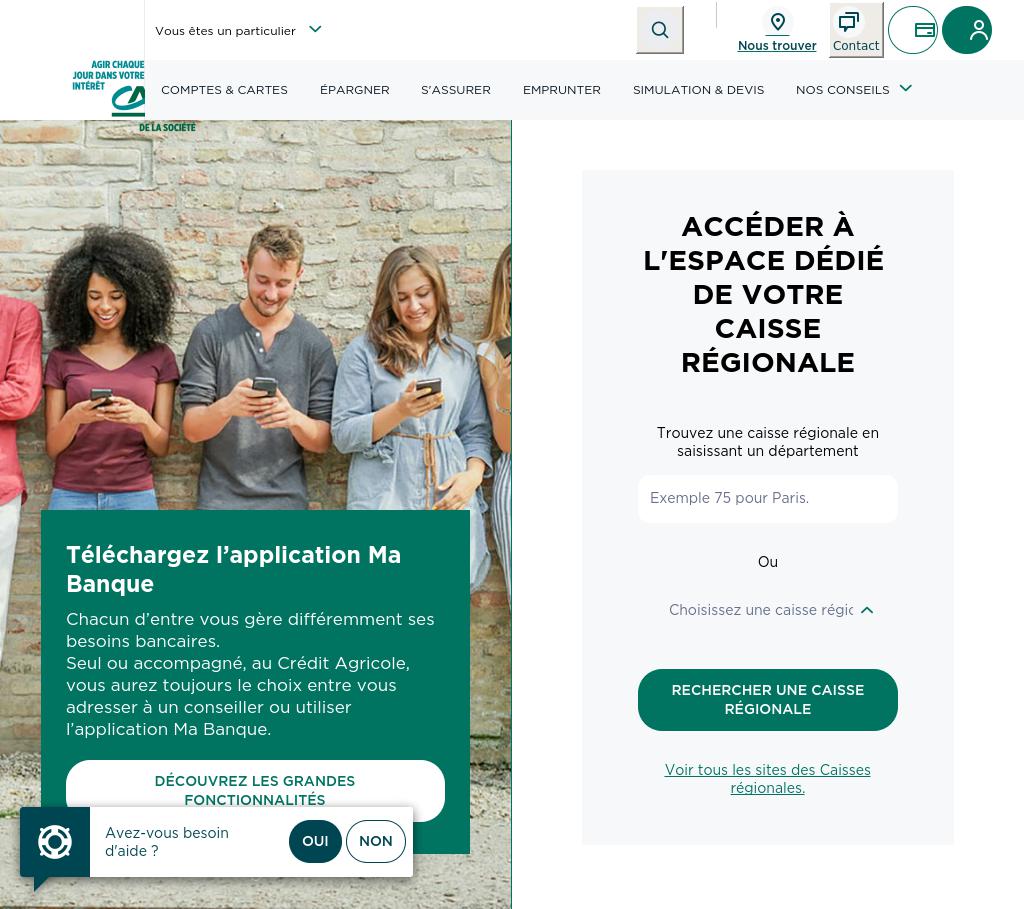 Vous êtes un particulier
Nous trouver
Contact
AGIR CHAQUE
JOUR DANS VOTRE
INTÉRÊT
DE LA SOCIÉTÉ
COMPTES & CARTES
ÉPARGNER
S'ASSURER
EMPRUNTER
SIMULATION & DEVIS
NOS CONSEILS
Téléchargez l’application Ma
Banque
Chacun d’entre vous gère différemment ses
besoins bancaires.
Seul ou accompagné, au Crédit Agricole,
vous aurez toujours le choix entre vous
adresser à un conseiller ou utiliser
l’application Ma Banque.
DÉCOUVREZ LES GRANDES
FONCTIONNALITÉS
Avez-vous besoin
d'aide ?
OUI
NON
ACCÉDER À
L'ESPACE DÉDIÉ
DE VOTRE
CAISSE
RÉGIONALE
Trouvez une caisse régionale en
saisissant un département
Exemple 75 pour Paris.
Ou
Choisissez une caisse régic
RECHERCHER UNE CAISSE
RÉGIONALE
Voir tous les sites des Caisses
régionales.